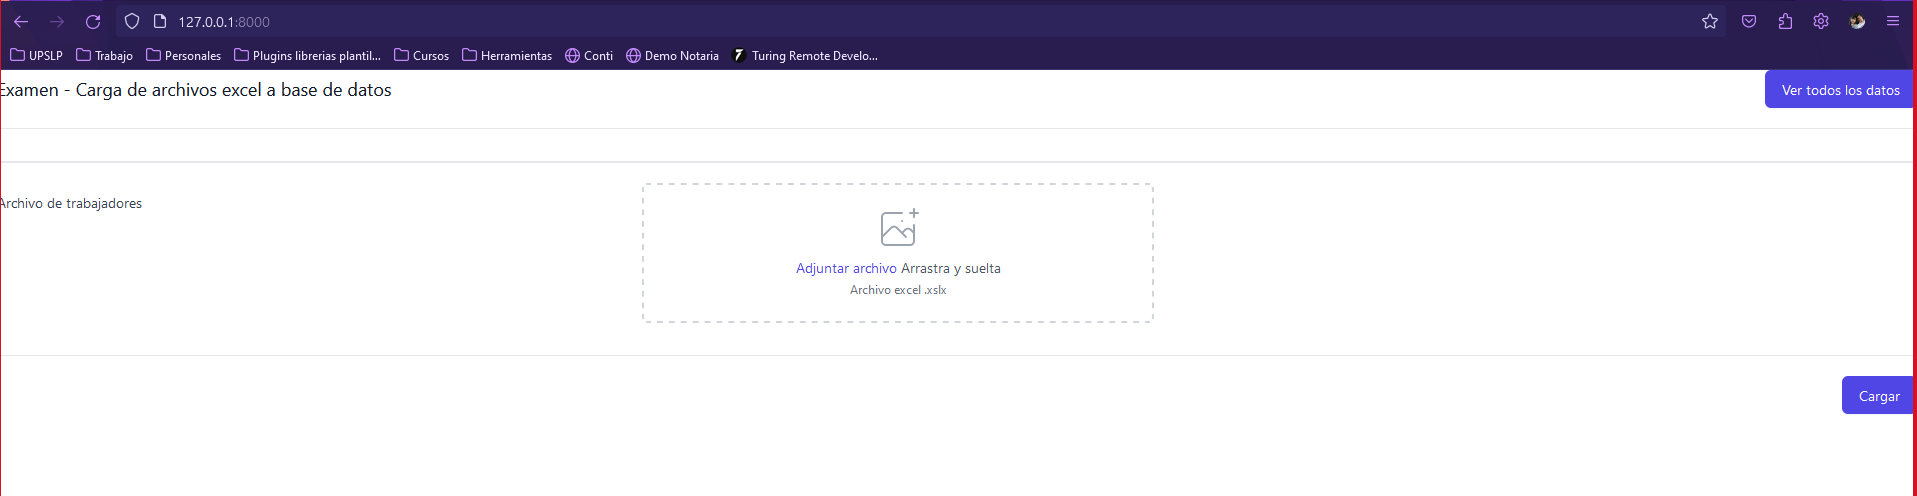 127.0.0.1:8000
UPSLP Trabajo Personales Plugins librerias plantil... Cursos Herramientas Conti Demo Notaria Turing Remote Develo...
Examen - Carga de archivos excel a base de datos
Ver todos los datos
Archivo de trabajadores
Adjuntar archivo Arrastra y suelta
Archivo excel .xslx
Cargar